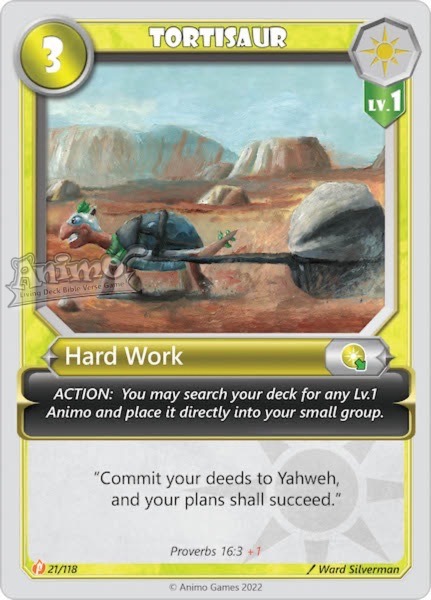 3
TORTISAUR
LV.1
Animo
Living Deck Bible Verse Game
Hard Work
ACTION: You may search your deck for any Lv.1
Animo and place it directly into your small group.
"Commit your deeds to Yahweh,
and your plans shall succeed."
Proverbs 16:3 +1
21/118
Ward Silverman
© Animo Games 2022